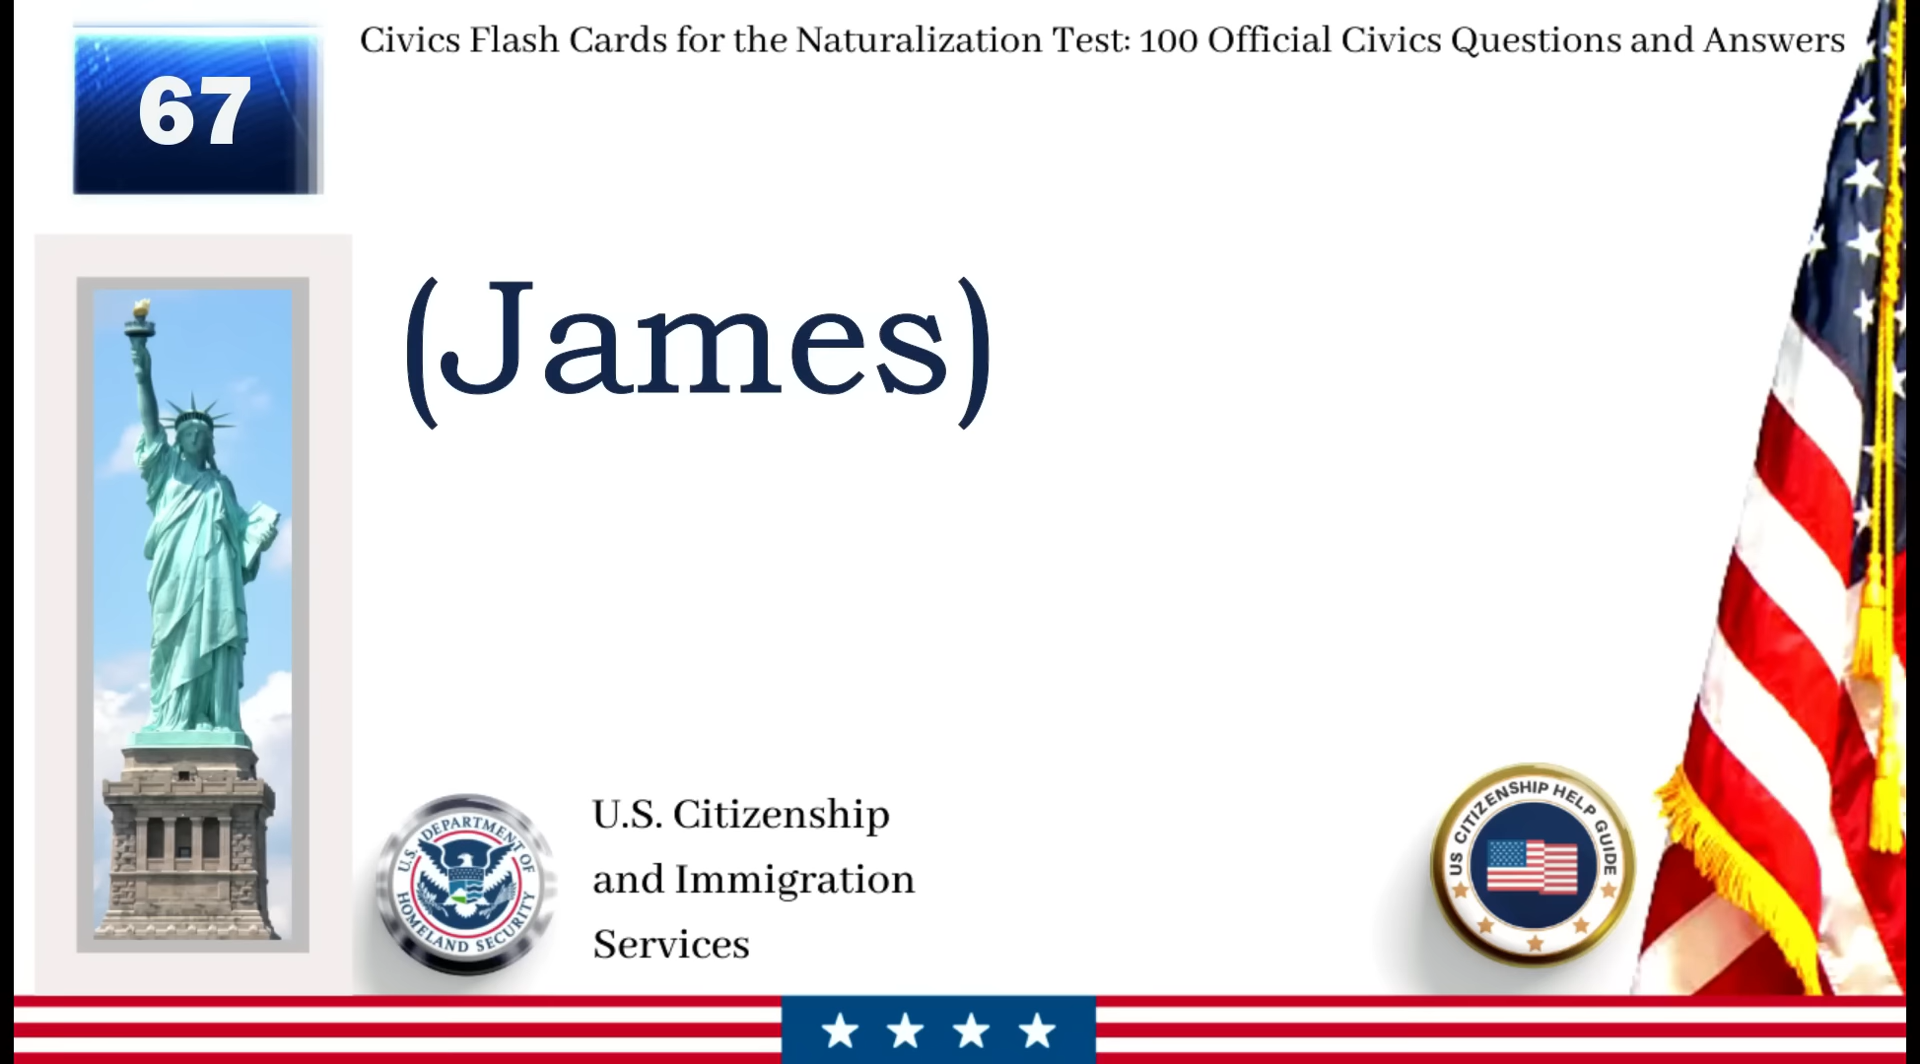 67
Civics Flash Cards for the Naturalization Test: 100 Official Civics Questions and Answers
(James)
U.S. DEPARTMENT OF
HOMELAND SECURITY
U.S. Citizenship
and Immigration
Services
US CITIZENSHIP HELP GUIDE